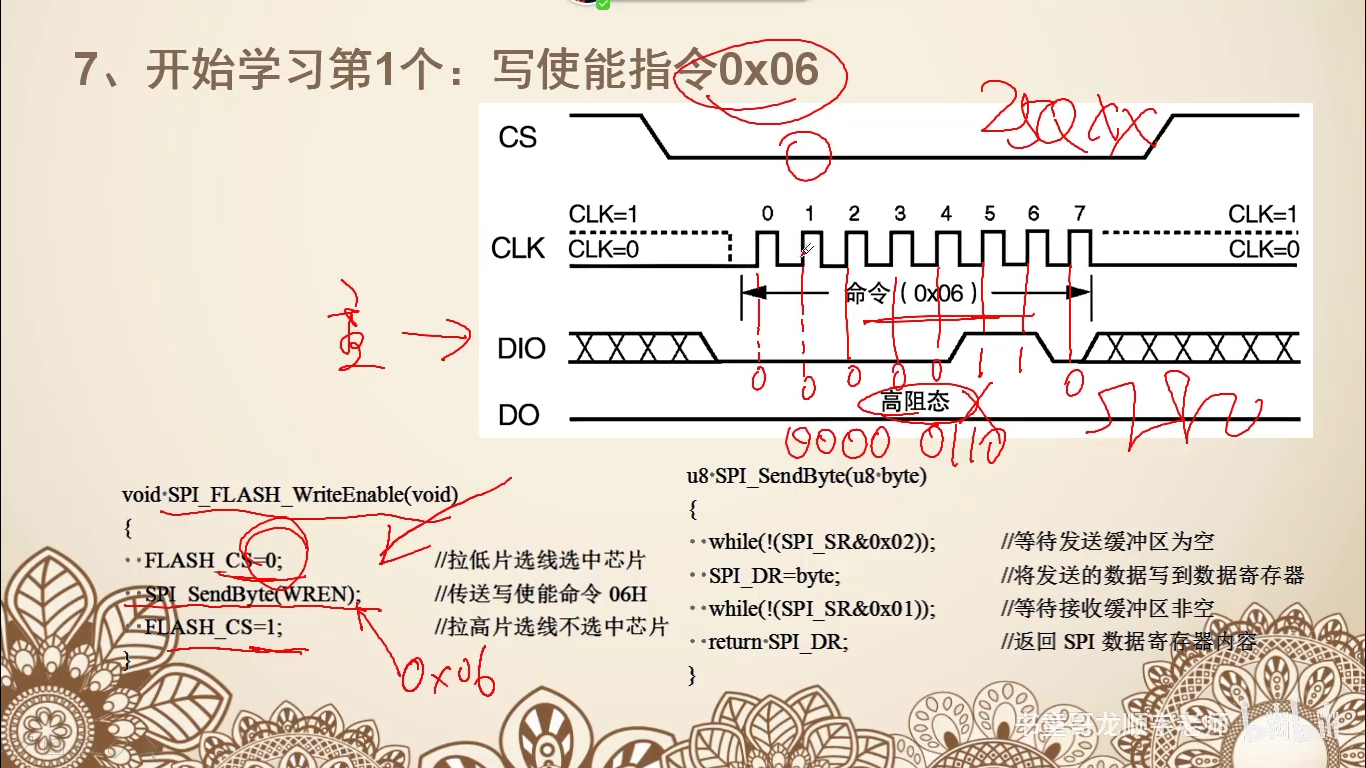 7、开始学习第1个：写使能指令0x06
25QXX
CS
0 1 2 3 4 5 6 7
CLK=1 CLK=1
CLK
CLK=0 CLK=0
命令（0x06）
DIO
0 0 0 0 0 1 1 0
高阻态
DO
0000 0110
void SPI_FLASH_WriteEnable(void)
{
FLASH_CS=0; //拉低片选线选中芯片
SPI_SendByte(WREN); //传送写使能命令 06H
FLASH_CS=1; //拉高片选线不选中芯片
}
0x06
u8 SPI_SendByte(u8 byte)
{
while(!(SPI_SR&0x02)); //等待发送缓冲区为空
SPI_DR=byte; //将发送的数据写到数据寄存器
while(!(SPI_SR&0x01)); //等待接收缓冲区非空
return SPI_DR; //返回 SPI 数据寄存器内容
}
bilibili